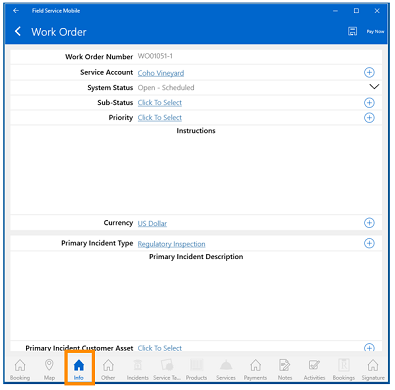 Field Service Mobile
Work Order
Pay Now
Work Order Number WO01051-1
Service Account Coho Vineyard
System Status Open - Scheduled
Sub-Status Click To Select
Priority Click To Select
Instructions
Currency US Dollar
Primary Incident Type Regulatory Inspection
Primary Incident Description
Primary Incident Customer Asset Click To Select
Booking Map Info Other Incidents Service Ta... Products Services Payments Notes Activities Bookings Signature